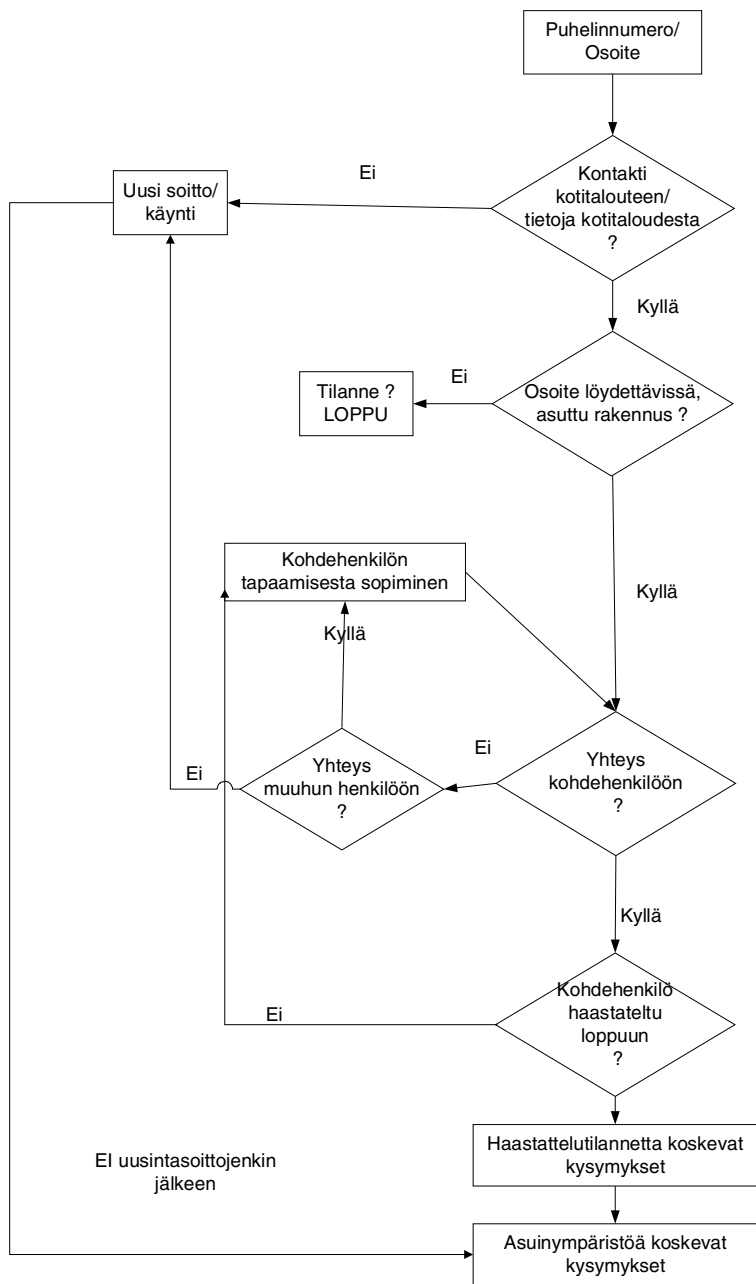 Puhelinnumero/
Osoite
Kontakti
kotitalouteen/
tietoja kotitaloudesta
?
Ei
Uusi soitto/
käynti
Kyllä
Osoite löydettävissä,
asuttu rakennus ?
Ei
Tilanne ?
LOPPU
Kyllä
Kohdehenkilön
tapaamisesta sopiminen
Kyllä
Yhteys
kohdehenkilöön
?
Ei
Yhteys
muuhun henkilöön
?
Ei
Kyllä
Kohdehenkilö
haastateltu
loppuun
?
Ei
Haastattelutilannetta koskevat
kysymykset
EI uusintasoittojenkin
jälkeen
Asuinympäristöä koskevat
kysymykset